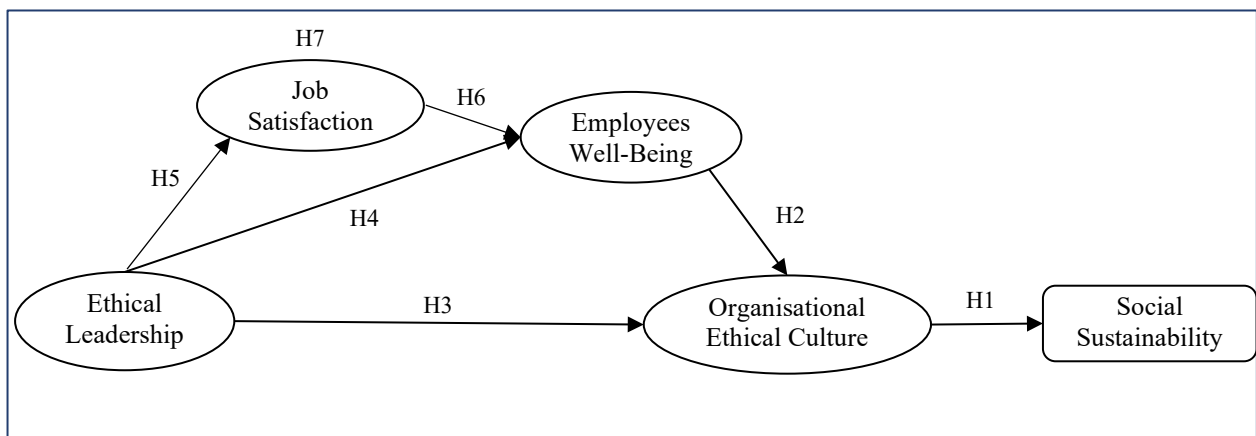 H7
Job
Satisfaction
H6
Employees
Well-Being
H5
H4
H2
Ethical
Leadership
H3
Organisational
Ethical Culture
H1
Social
Sustainability